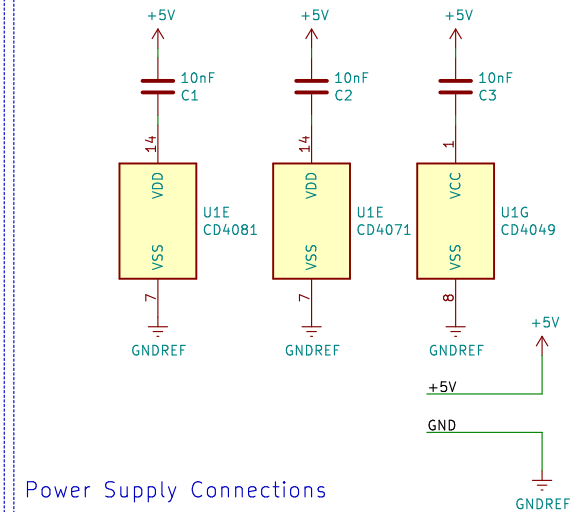 +5V +5V +5V
10nF 10nF 10nF
C1 C2 C3
14 14 1
VDD VDD VCC
U1E U1E U1G
CD4081 CD4071 CD4049
VSS VSS VSS
7 7 8
GNDREF GNDREF GNDREF
+5V
+5V
GND
Power Supply Connections
GNDREF